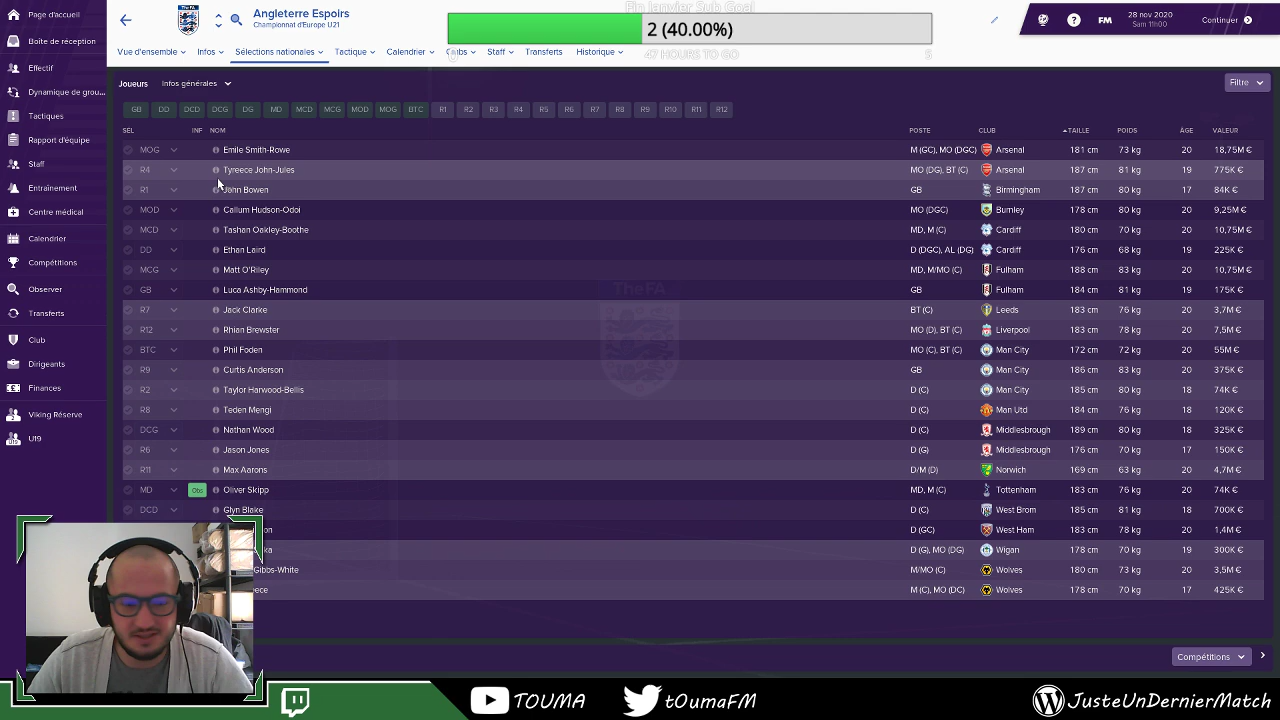 Page d'accueil
Boîte de réception
Effectif
Dynamique de grou...
Tactiques
Rapport d'équipe
Staff
Entraînement
Centre médical
Calendrier
Compétitions
Observer
Transferts
Club
Dirigeants
Finances
Viking Réserve
U19
The FA
Angleterre Espoirs
Championnat d'Europe U21
Fin Janvier Sub Goal
2 (40.00%)
0 47 HOURS TO GO 5
FM 28 nov 2020
Sam 11h00
Continuer
Vue d'ensemble Infos Sélections nationales Tactique Calendrier Clubs Staff Transferts Historique
Joueurs Infos générales Filtre
GB DD DCD DCG DG MD MCD MCG MOD MOG BTC R1 R2 R3 R4 R5 R6 R7 R8 R9 R10 R11 R12
SÉL INF NOM POSTE CLUB TAILLE POIDS ÂGE VALEUR
MOG Emile Smith-Rowe M (GC), MO (DGC) Arsenal 181 cm 73 kg 20 18,75M €
R4 Tyreece John-Jules MO (DG), BT (C) Arsenal 187 cm 81 kg 19 775K €
R1 John Bowen GB Birmingham 187 cm 80 kg 17 84K €
MOD Callum Hudson-Odoi MO (DGC) Burnley 178 cm 80 kg 20 9,25M €
MCD Tashan Oakley-Boothe MD, M (C) Cardiff 180 cm 70 kg 20 10,75M €
DD Ethan Laird D (DGC), AL (DG) Cardiff 176 cm 68 kg 19 225K €
MCG Matt O'Riley MD, M/MO (C) Fulham 188 cm 83 kg 20 10,75M €
GB Luca Ashby-Hammond GB Fulham 184 cm 81 kg 19 175K €
R7 Jack Clarke BT (C) Leeds 183 cm 76 kg 20 3,7M €
R12 Rhian Brewster MO (D), BT (C) Liverpool 183 cm 78 kg 20 7,5M €
BTC Phil Foden MO (C), BT (C) Man City 172 cm 72 kg 20 55M €
R9 Curtis Anderson GB Man City 186 cm 83 kg 20 375K €
R2 Taylor Harwood-Bellis D (C) Man City 185 cm 80 kg 18 74K €
R8 Teden Mengi D (C) Man Utd 184 cm 76 kg 18 120K €
DCG Nathan Wood D (C) Middlesbrough 189 cm 80 kg 18 325K €
R6 Jason Jones D (G) Middlesbrough 176 cm 70 kg 17 150K €
R11 Max Aarons D/M (D) Norwich 169 cm 63 kg 20 4,7M €
MD Obs Oliver Skipp MD, M (C) Tottenham 183 cm 76 kg 20 74K €
DCD Glyn Blake D (C) West Brom 185 cm 81 kg 18 700K €
on D (GC) West Ham 183 cm 78 kg 20 1,4M €
ka D (G), MO (DG) Wigan 178 cm 70 kg 19 300K €
Gibbs-White M/MO (C) Wolves 180 cm 73 kg 20 3,5M €
ece M (C), MO (DC) Wolves 178 cm 70 kg 17 425K €
The FA
Compétitions
TOUMA tOumaFM JusteUnDernierMatch